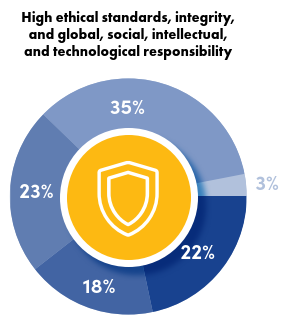 High ethical standards, integrity,
and global, social, intellectual,
and technological responsibility
35%
3%
23%
22%
18%